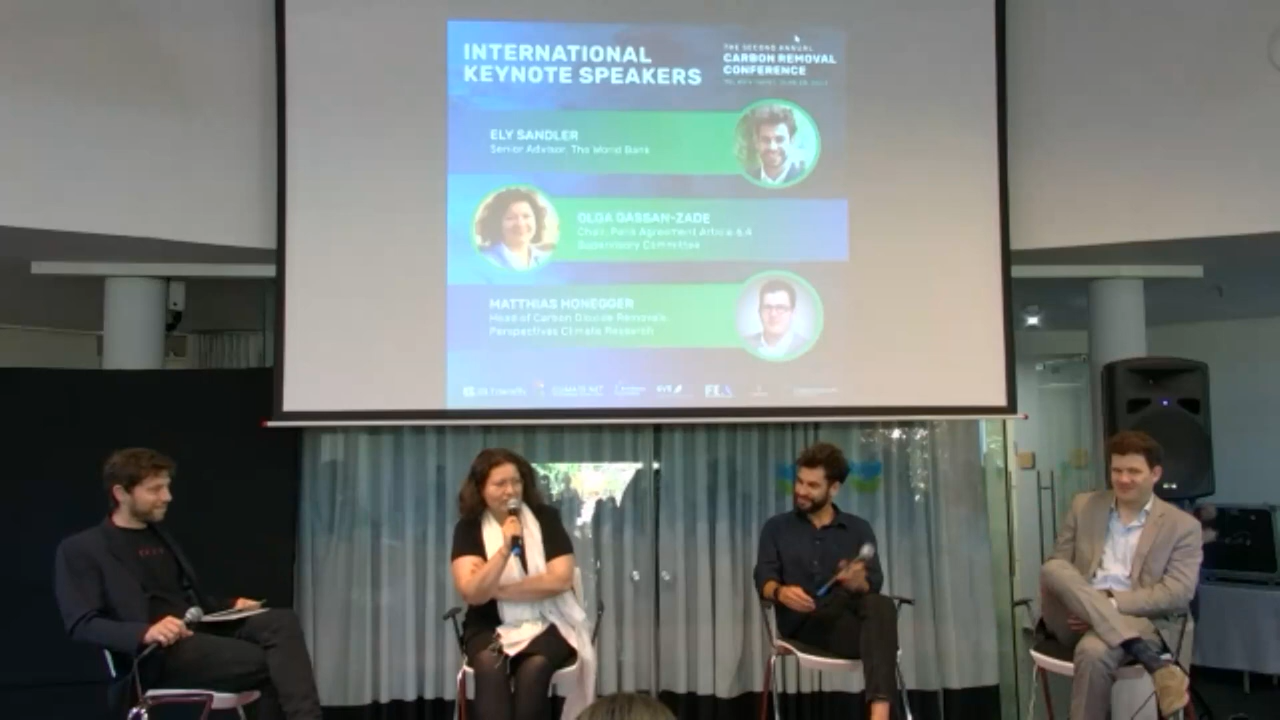 INTERNATIONAL
KEYNOTE SPEAKERS
THE SECOND ANNUAL
CARBON REMOVAL
CONFERENCE
ELY SANDLER
Senior Advisor, The World Bank
OLGA GASSAN-ZADE
Chair, Paris Agreement Article 6.4
Supervisory Committee
MATTHIAS HONEGGER
Head of Carbon Dioxide Removals
Perspectives Climate Research